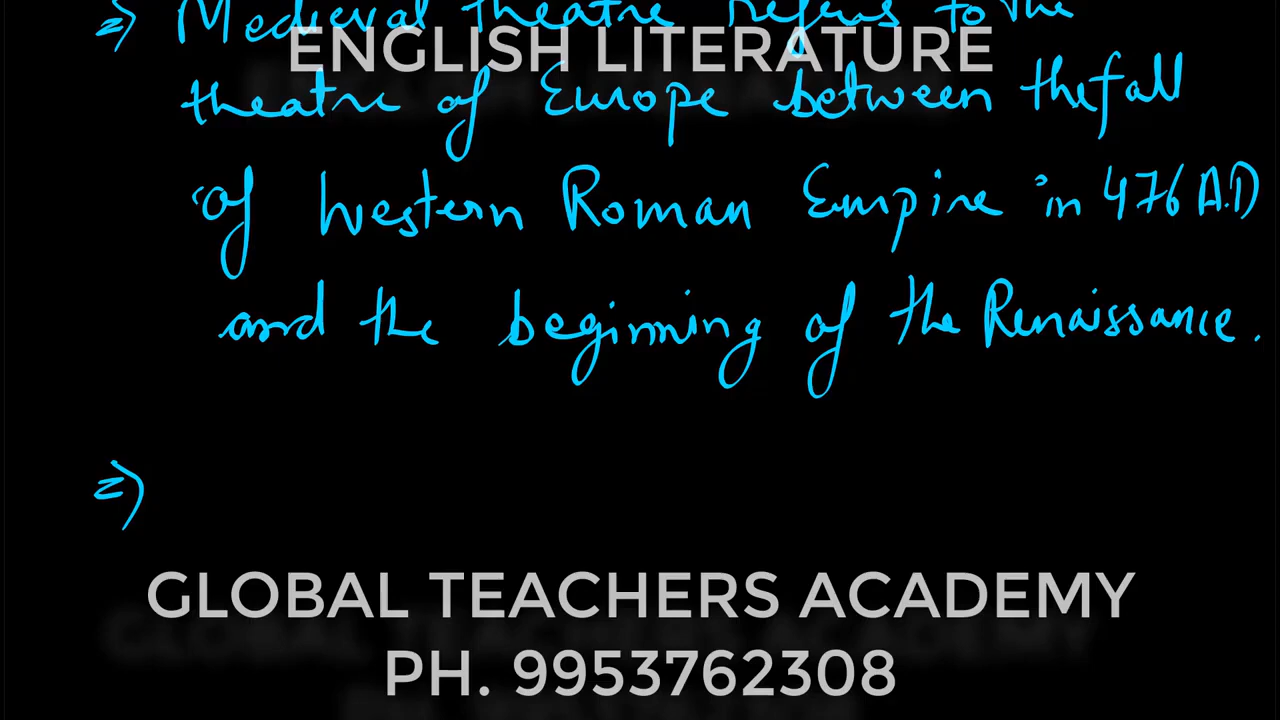 ⇒ Medieval theatre refers to the
ENGLISH LITERATURE
theatre of Europe between the fall
of Western Roman Empire in 476 A.D
and the beginning of the Renaissance.
⇒
GLOBAL TEACHERS ACADEMY
PH. 9953762308